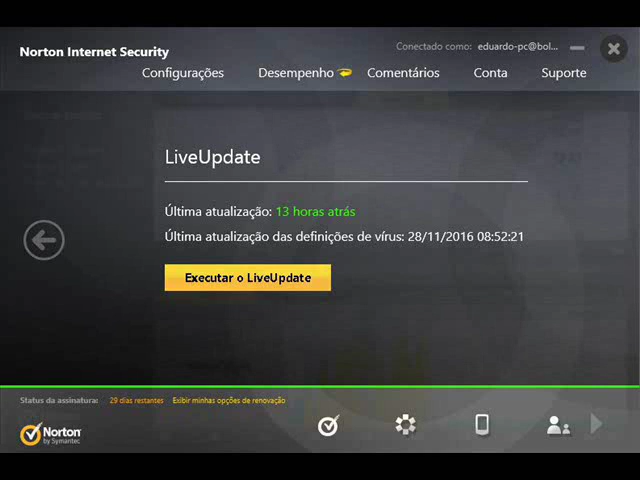 Norton Internet Security
Conectado como: eduardo-pc@bol...
Configurações Desempenho Comentários Conta Suporte
LiveUpdate
Última atualização: 13 horas atrás
Última atualização das definições de vírus: 28/11/2016 08:52:21
Executar o LiveUpdate
Status da assinatura: 29 dias restantes Exibir minhas opções de renovação
Norton
by Symantec